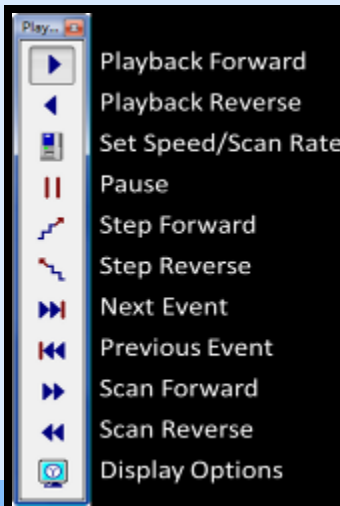 Play...
Playback Forward
Playback Reverse
Set Speed/Scan Rate
Pause
Step Forward
Step Reverse
Next Event
Previous Event
Scan Forward
Scan Reverse
Display Options